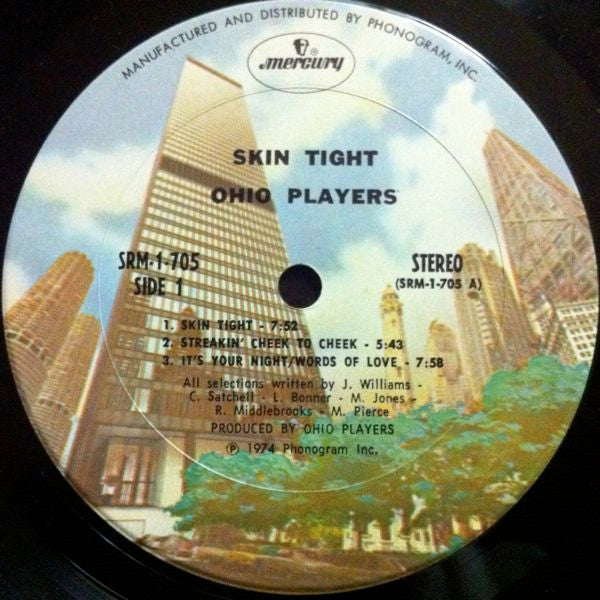 MANUFACTURED AND DISTRIBUTED BY PHONOGRAM, INC.
mercury ®
SKIN TIGHT
OHIO PLAYERS
SRM-1-705
SIDE 1
STEREO
(SRM-1-705 A)
1. SKIN TIGHT - 7:52
2. STREAKIN' CHEEK TO CHEEK - 5:43
3. IT'S YOUR NIGHT/WORDS OF LOVE - 7:58
All selections written by J. Williams -
C. Satchell - L. Bonner - M. Jones -
R. Middlebrooks - M. Pierce
PRODUCED BY OHIO PLAYERS
℗ 1974 Phonogram Inc.